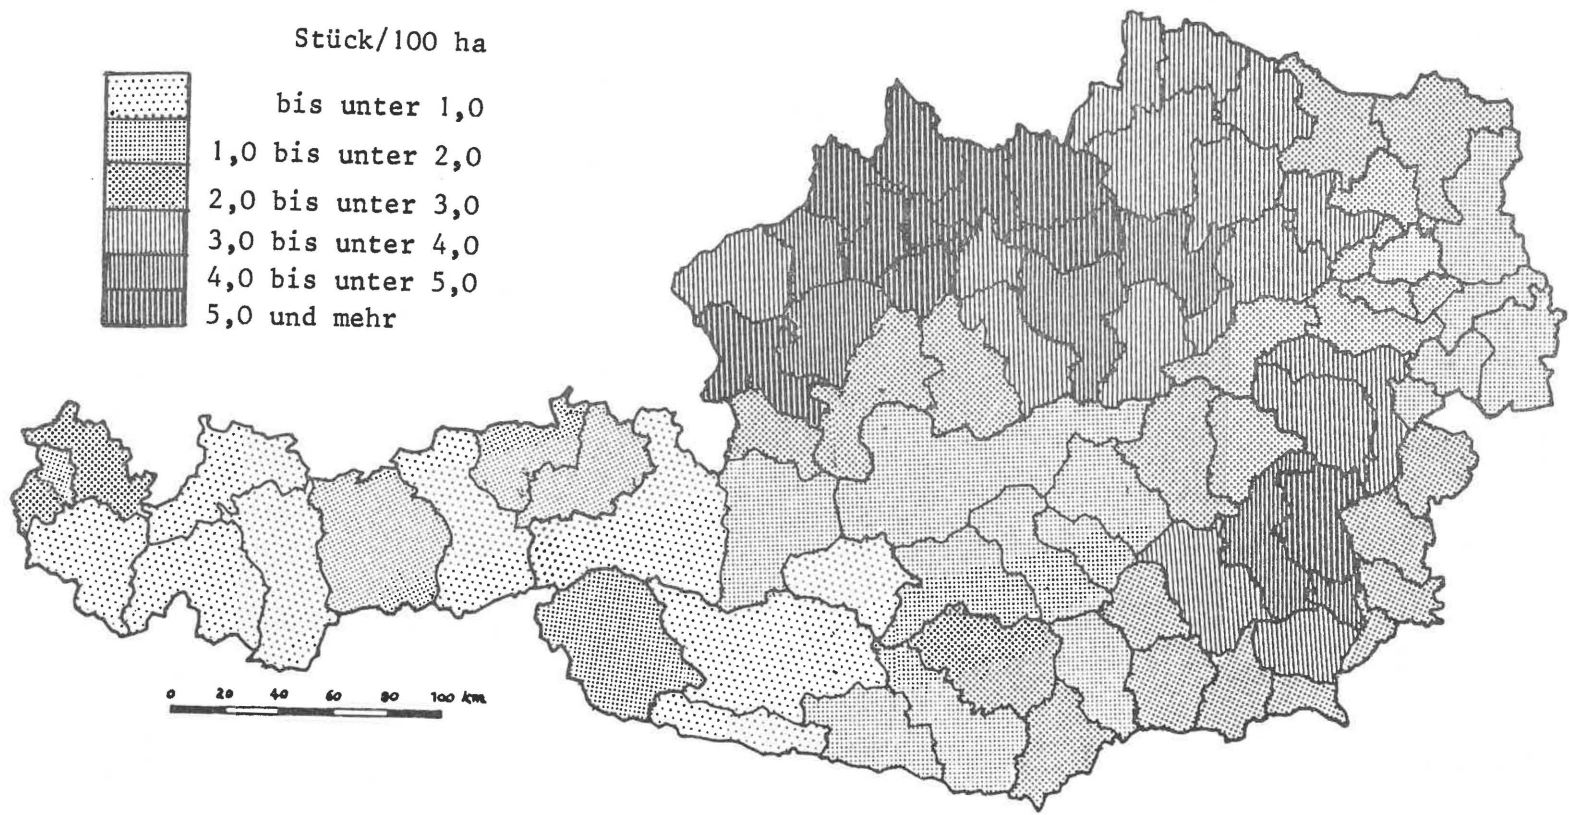 Stück/100 ha
bis unter 1,0
1,0 bis unter 2,0
2,0 bis unter 3,0
3,0 bis unter 4,0
4,0 bis unter 5,0
5,0 und mehr
0 20 40 60 80 100 km